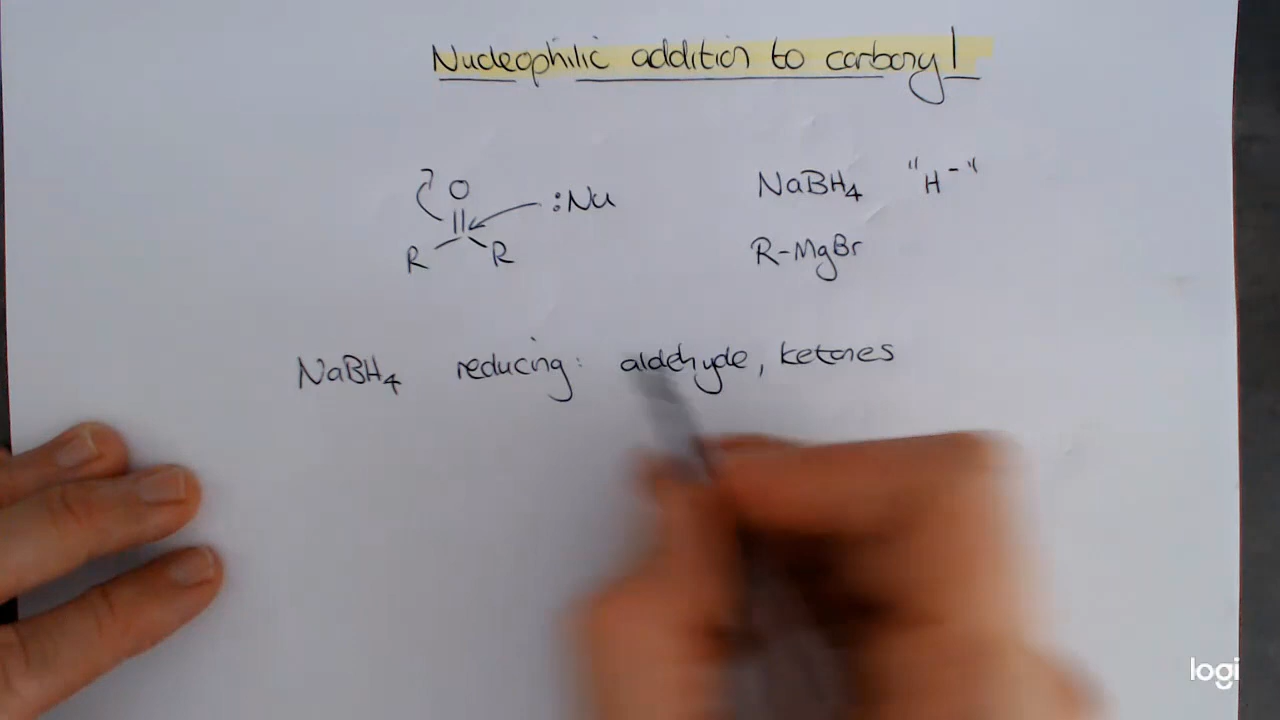 Nucleophilic addition to carbonyl
O
:Nu
R R
NaBH4 "H-"
R-MgBr
NaBH4 reducing: aldehyde, ketones
logi